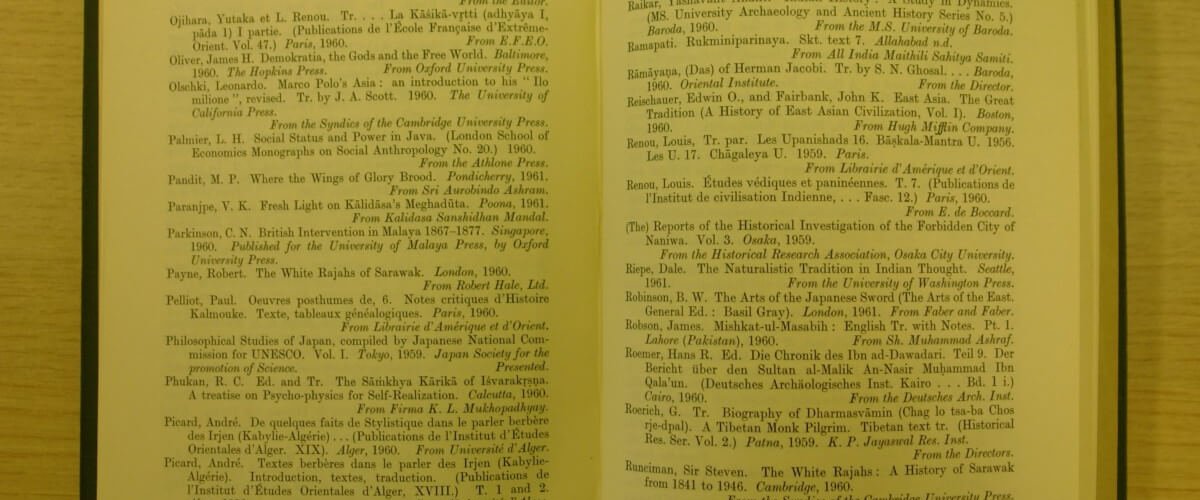 From the Editor.
Ojihara, Yutaka et L. Renou. Tr. . . . La Kāśikā-vṛtti (adhyāya I,
pāda 1) I partie. (Publications de l'École Française d'Extrême-
Orient. Vol. 47.) Paris, 1960. From E.F.E.O.
Oliver, James H. Demokratia, the Gods and the Free World. Baltimore,
1960. The Hopkins Press. From Oxford University Press.
Olschki, Leonardo. Marco Polo's Asia : an introduction to his " Ilo
milione ", revised. Tr. by J. A. Scott. 1960. The University of
California Press.
From the Syndics of the Cambridge University Press.
Palmier, L. H. Social Status and Power in Java. (London School of
Economics Monographs on Social Anthropology No. 20.) 1960.
From the Athlone Press.
Pandit, M. P. Where the Wings of Glory Brood. Pondicherry, 1961.
From Sri Aurobindo Ashram.
Paranjpe, V. K. Fresh Light on Kālidāsa's Meghadūta. Poona, 1961.
From Kalidasa Sanshidhan Mandal.
Parkinson, C. N. British Intervention in Malaya 1867–1877. Singapore,
1960. Published for the University of Malaya Press, by Oxford
University Press.
Payne, Robert. The White Rajahs of Sarawak. London, 1960.
From Robert Hale, Ltd.
Pelliot, Paul. Oeuvres posthumes de, 6. Notes critiques d'Histoire
Kalmouke. Texte, tableaux généalogiques. Paris, 1960.
From Librairie d'Amérique et d'Orient.
Philosophical Studies of Japan, compiled by Japanese National Com-
mission for UNESCO. Vol. I. Tokyo, 1959. Japan Society for the
promotion of Science. Presented.
Phukan, R. C. Ed. and Tr. The Sāṁkhya Kārikā of Iśvarakṛṣṇa.
A treatise on Psycho-physics for Self-Realization. Calcutta, 1960.
From Firma K. L. Mukhopadhyay.
Picard, André. De quelques faits de Stylistique dans le parler berbère
des Irjen (Kabylie-Algérie) . . . (Publications de l'Institut d'Études
Orientales d'Alger. XIX). Alger, 1960. From Université d'Alger.
Picard, André. Textes berbères dans le parler des Irjen (Kabylie-
Algérie). Introduction, textes, traduction. (Publications de
l'Institut d'Études Orientales d'Alger, XVIII.) T. 1 and 2.
Raikar, Yashavant History : A Study in Dynamics.
(MS. University Archaeology and Ancient History Series No. 5.)
Baroda, 1960. From the M.S. University of Baroda.
Ramapati. Rukminiparinaya. Skt. text 7. Allahabad n.d.
From All India Maithili Sahitya Samiti.
Rāmāyaṇa, (Das) of Herman Jacobi. Tr. by S. N. Ghosal. . . . Baroda,
1960. Oriental Institute. From the Director.
Reischauer, Edwin O., and Fairbank, John K. East Asia. The Great
Tradition (A History of East Asian Civilization, Vol. I). Boston,
1960. From Hugh Mifflin Company.
Renou, Louis, Tr. par. Les Upanishads 16. Bāṣkala-Mantra U. 1956.
Les U. 17. Chāgaleya U. 1959. Paris.
From Librairie d'Amérique et d'Orient.
Renou, Louis. Études védiques et paninéennes. T. 7. (Publications de
l'Institut de civilisation Indienne, . . . Fasc. 12.) Paris, 1960.
From E. de Boccard.
(The) Reports of the Historical Investigation of the Forbidden City of
Naniwa. Vol. 3. Osaka, 1959.
From the Historical Research Association, Osaka City University.
Riepe, Dale. The Naturalistic Tradition in Indian Thought. Seattle,
1961. From the University of Washington Press.
Robinson, B. W. The Arts of the Japanese Sword (The Arts of the East.
General Ed. : Basil Gray). London, 1961. From Faber and Faber.
Robson, James. Mishkat-ul-Masabih : English Tr. with Notes. Pt. 1.
Lahore (Pakistan), 1960. From Sh. Muhammad Ashraf.
Roemer, Hans R. Ed. Die Chronik des Ibn ad-Dawadari. Teil 9. Der
Bericht über den Sultan al-Malik An-Nasir Muḥammad Ibn
Qala'un. (Deutsches Archäologisches Inst. Kairo . . . Bd. 1 i.)
Cairo, 1960. From the Deutsches Arch. Inst.
Roerich, G. Tr. Biography of Dharmasvāmin (Chag lo tsa-ba Chos
rje-dpal). A Tibetan Monk Pilgrim. Tibetan text tr. (Historical
Res. Ser. Vol. 2.) Patna, 1959. K. P. Jayaswal Res. Inst.
From the Directors.
Runciman, Sir Steven. The White Rajahs : A History of Sarawak
from 1841 to 1946. Cambridge, 1960.
From the Syndics of the Cambridge University Press.